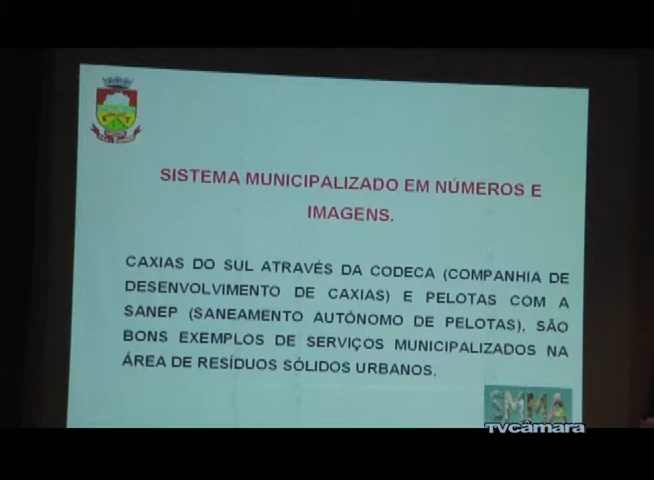 SISTEMA MUNICIPALIZADO EM NÚMEROS E
IMAGENS.
CAXIAS DO SUL ATRAVÉS DA CODECA (COMPANHIA DE
DESENVOLVIMENTO DE CAXIAS) E PELOTAS COM A
SANEP (SANEAMENTO AUTÔNOMO DE PELOTAS), SÃO
BONS EXEMPLOS DE SERVIÇOS MUNICIPALIZADOS NA
ÁREA DE RESÍDUOS SÓLIDOS URBANOS.
SMMA
TVcâmara